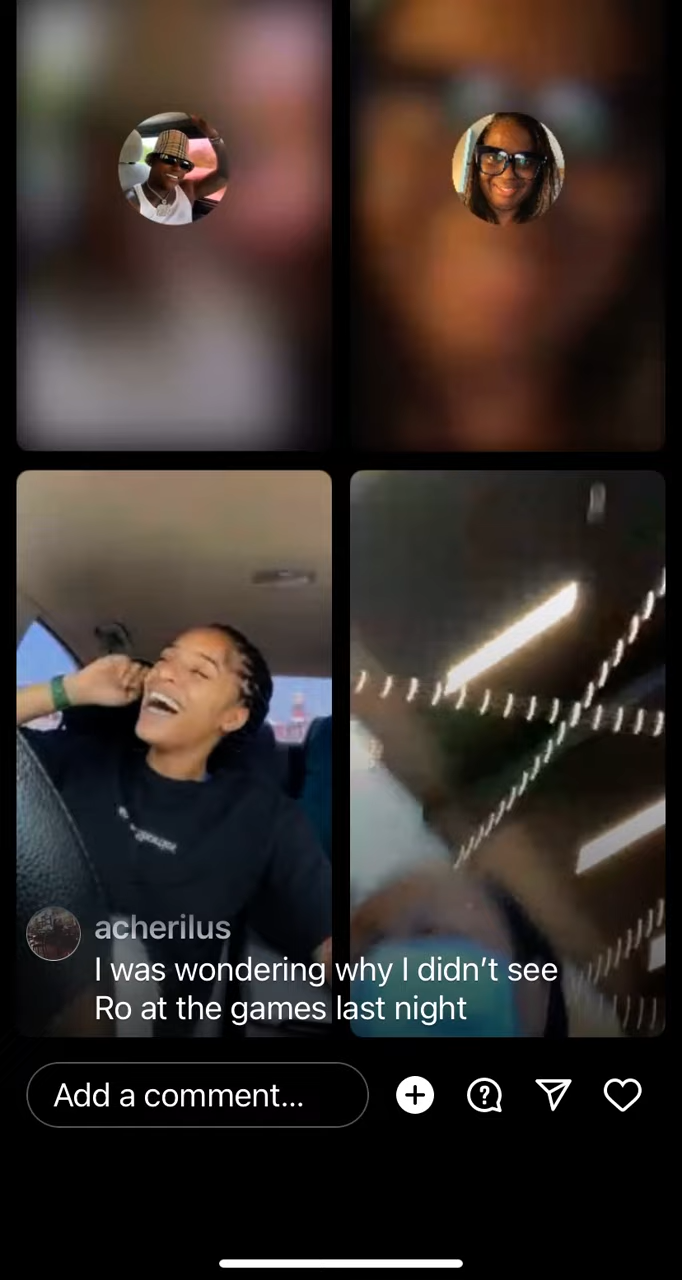 acherilus
I was wondering why I didn't see
Ro at the games last night
Add a comment...